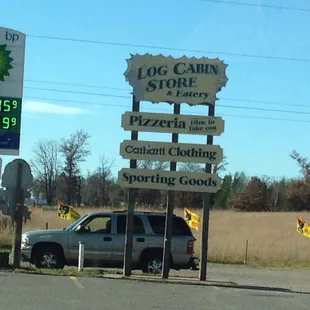 bp
LOG CABIN
STORE
& Eatery
Pizzeria Dine in
Take out
Carhartt Clothing
Sporting Goods